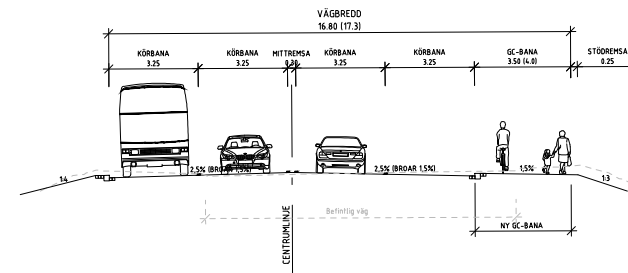 VÄGBREDD
16.80 (17.3)
KÖRBANA KÖRBANA MITTREMSA KÖRBANA KÖRBANA GC-BANA STÖDREMSA
3.25 3.25 0.30 3.25 3.25 3.50 (4.0) 0.25
1:4 2,5% (BROAR 1,5%) 2,5% (BROAR 1,5%) 1,5% 1:3
Befintlig väg
NY GC-BANA
CENTRUMLINJE